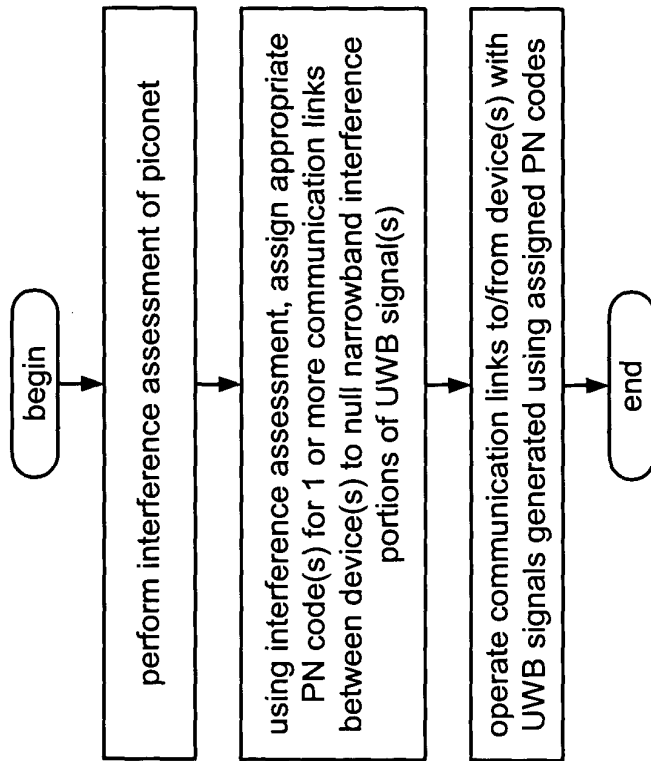 begin
perform interference assessment of piconet
using interference assessment, assign appropriate
PN code(s) for 1 or more communication links
between device(s) to null narrowband interference
portions of UWB signal(s)
operate communication links to/from device(s) with
UWB signals generated using assigned PN codes
end